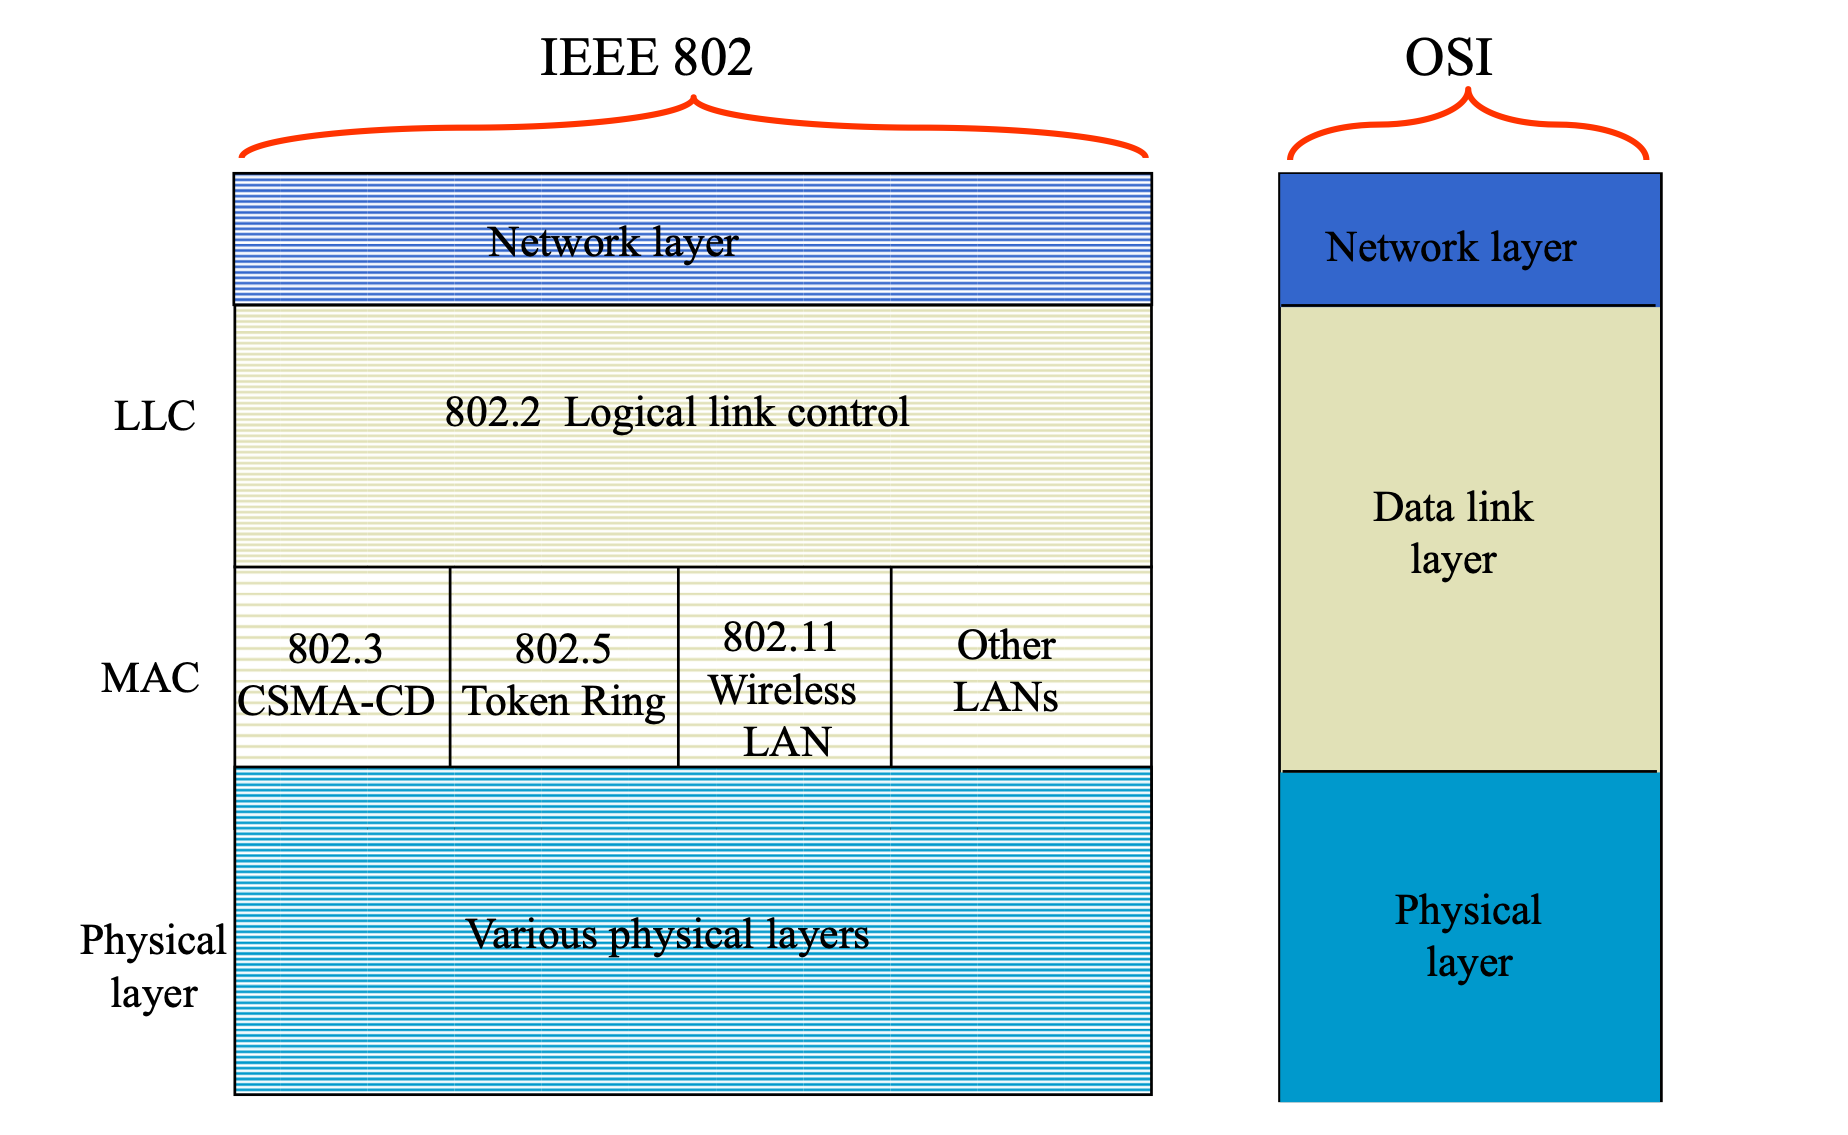 IEEE 802
OSI
Network layer
Network layer
LLC
802.2 Logical link control
Data link
layer
MAC
802.3
CSMA-CD
802.5
Token Ring
802.11
Wireless
LAN
Other
LANs
Physical
layer
Various physical layers
Physical
layer